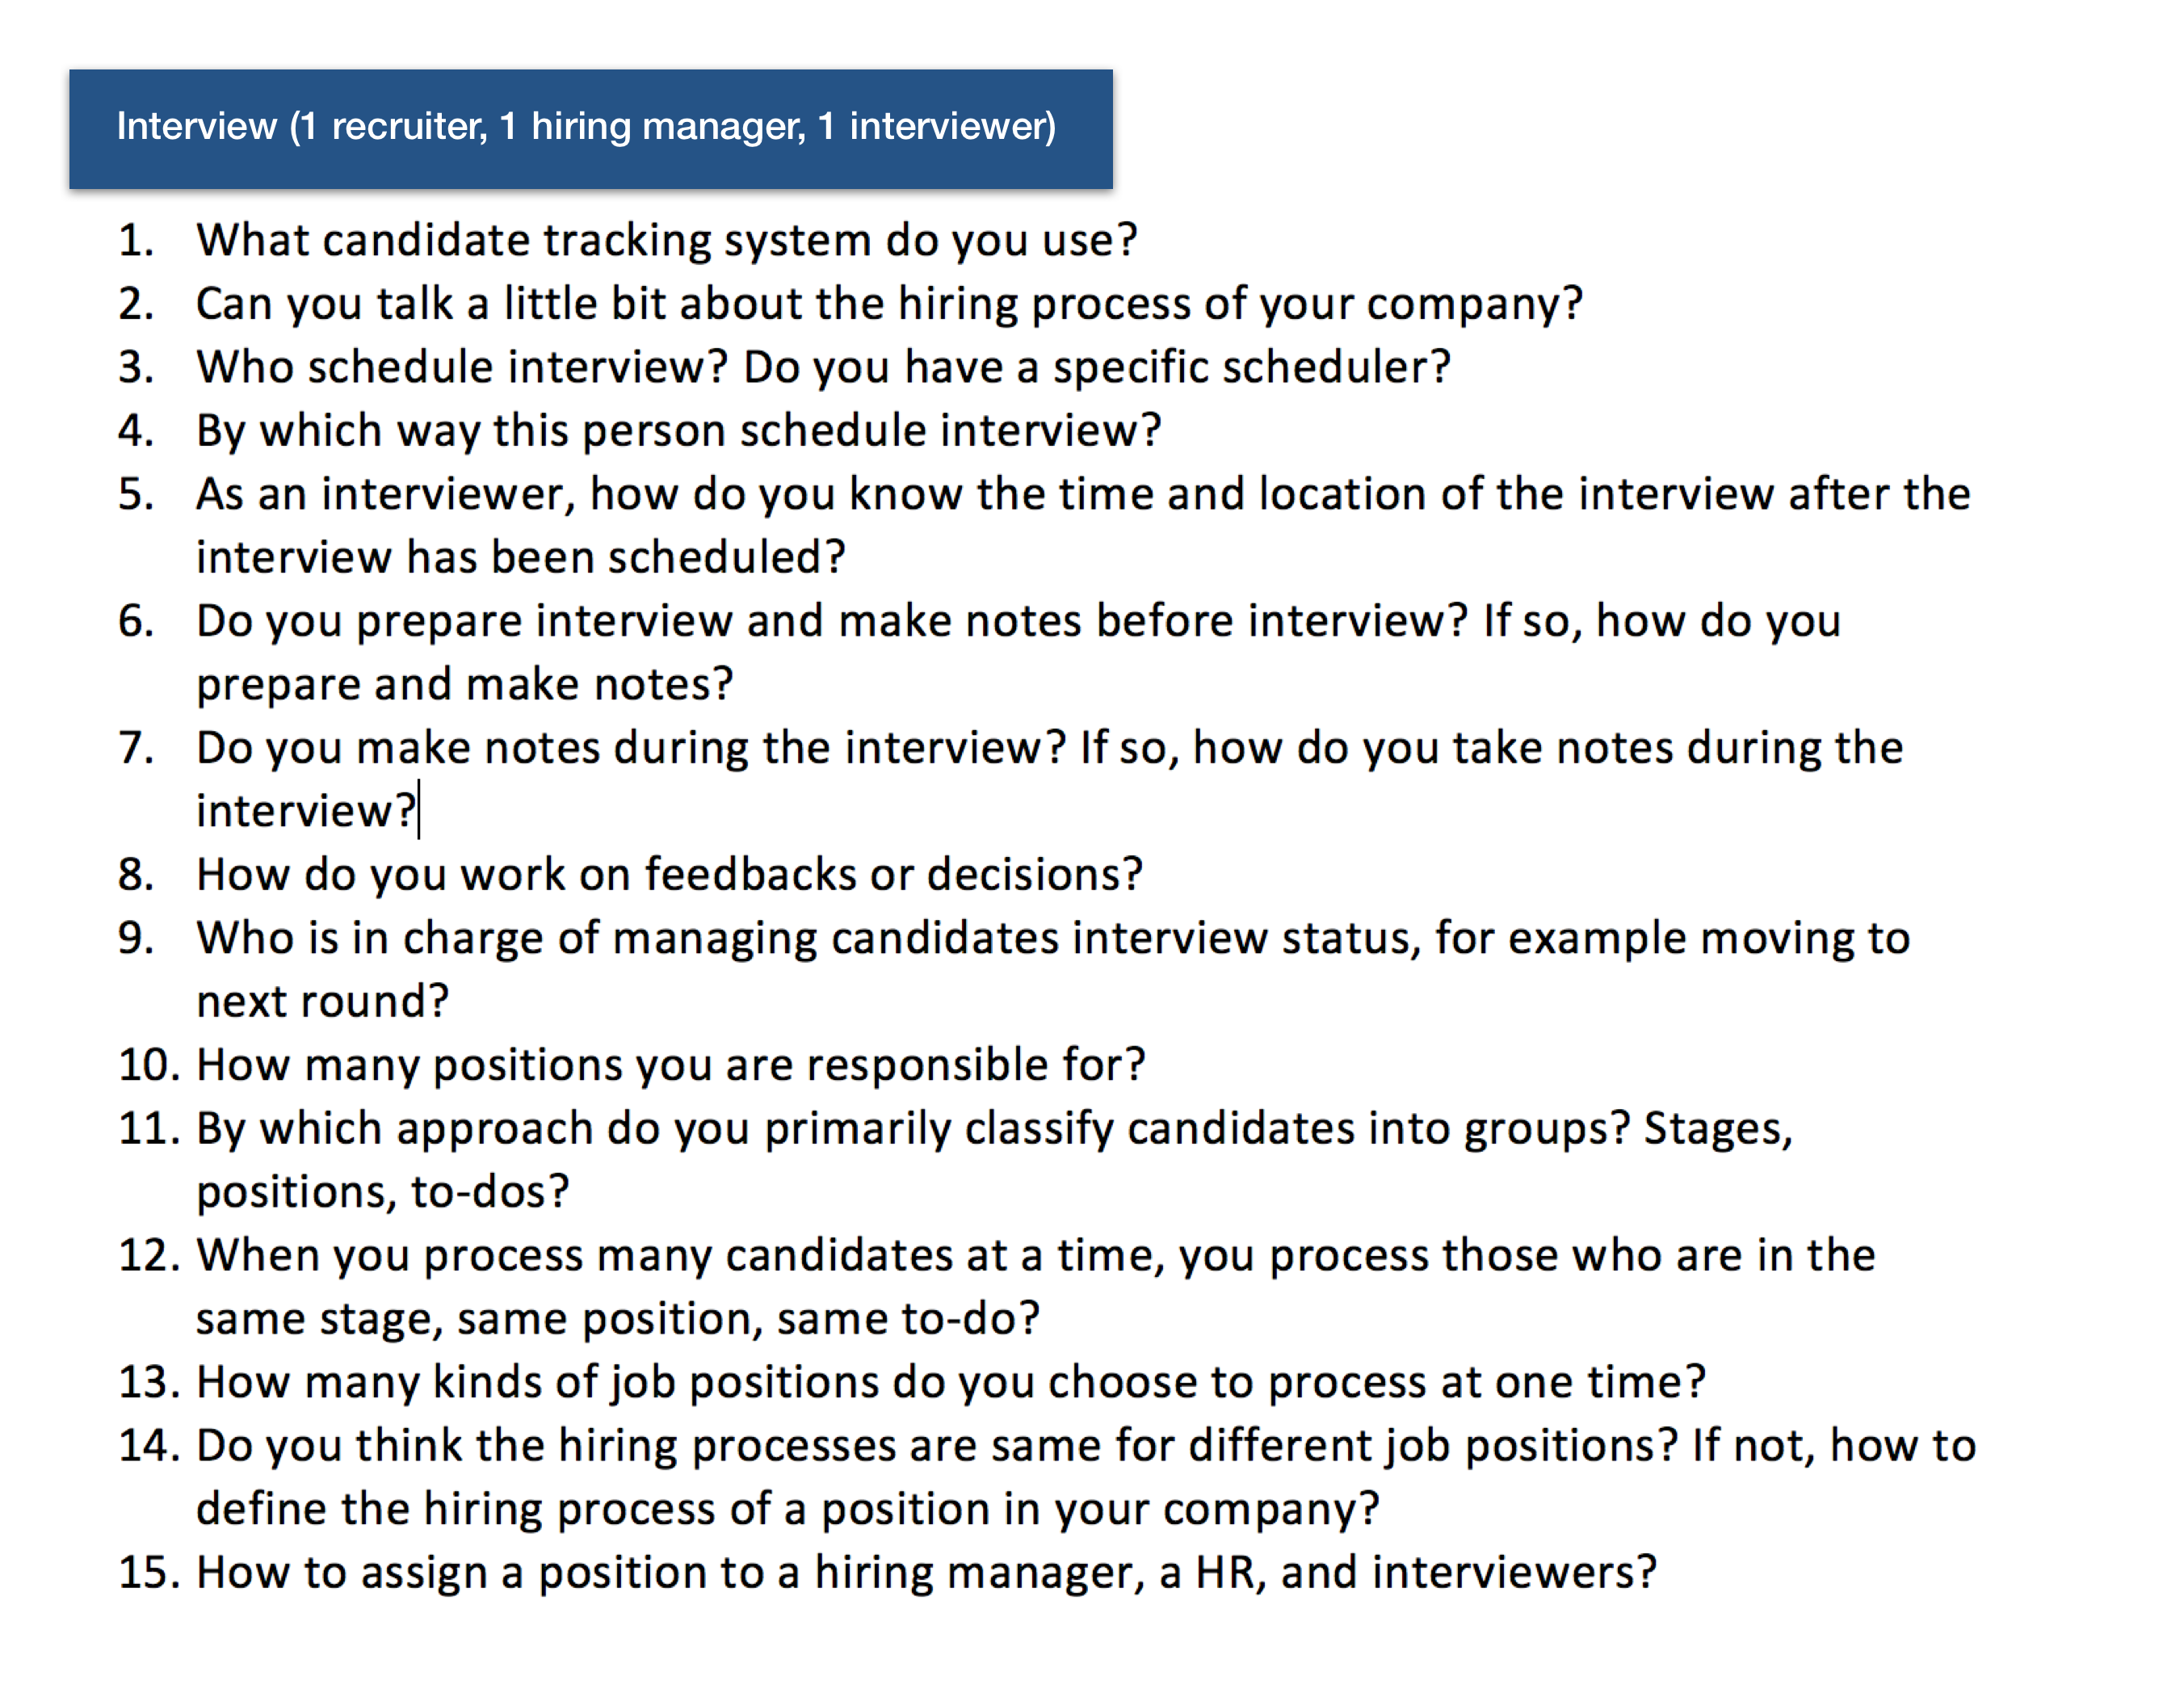 Interview (1 recruiter, 1 hiring manager, 1 interviewer)
1. What candidate tracking system do you use?
2. Can you talk a little bit about the hiring process of your company?
3. Who schedule interview? Do you have a specific scheduler?
4. By which way this person schedule interview?
5. As an interviewer, how do you know the time and location of the interview after the
interview has been scheduled?
6. Do you prepare interview and make notes before interview? If so, how do you
prepare and make notes?
7. Do you make notes during the interview? If so, how do you take notes during the
interview?
8. How do you work on feedbacks or decisions?
9. Who is in charge of managing candidates interview status, for example moving to
next round?
10. How many positions you are responsible for?
11. By which approach do you primarily classify candidates into groups? Stages,
positions, to-dos?
12. When you process many candidates at a time, you process those who are in the
same stage, same position, same to-do?
13. How many kinds of job positions do you choose to process at one time?
14. Do you think the hiring processes are same for different job positions? If not, how to
define the hiring process of a position in your company?
15. How to assign a position to a hiring manager, a HR, and interviewers?